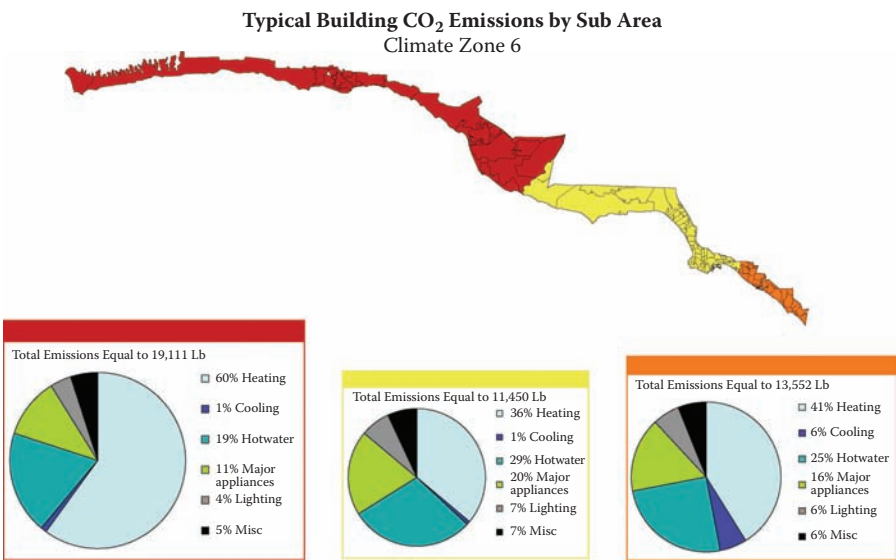 Typical Building CO₂ Emissions by Sub Area
Climate Zone 6
Total Emissions Equal to 19,111 Lb
60% Heating
1% Cooling
19% Hotwater
11% Major
appliances
4% Lighting
5% Misc
Total Emissions Equal to 11,450 Lb
36% Heating
1% Cooling
29% Hotwater
20% Major
appliances
7% Lighting
7% Misc
Total Emissions Equal to 13,552 Lb
41% Heating
6% Cooling
25% Hotwater
16% Major
appliances
6% Lighting
6% Misc